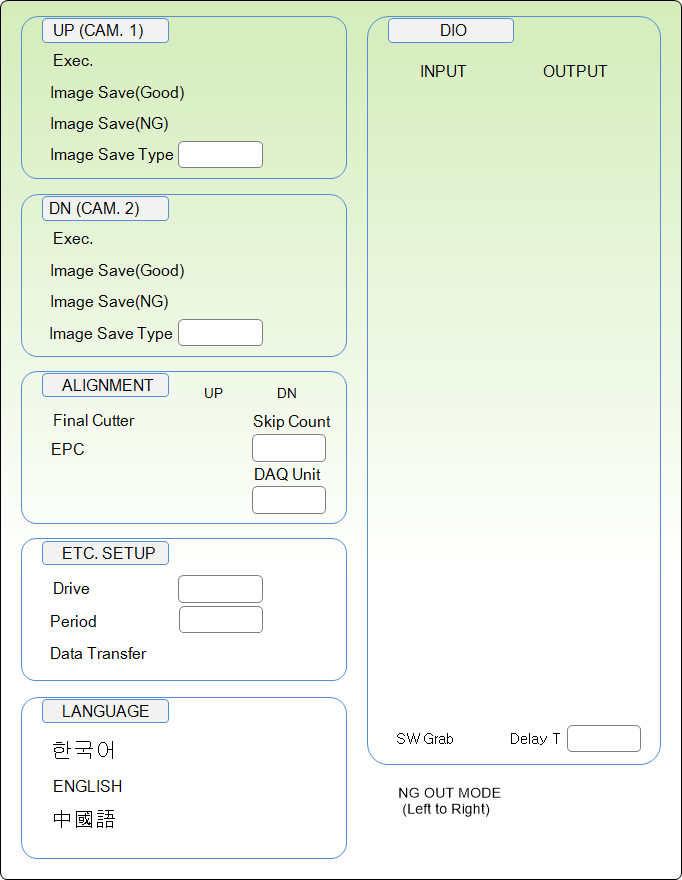 UP (CAM. 1)
Exec.
Image Save(Good)
Image Save(NG)
Image Save Type
DN (CAM. 2)
Exec.
Image Save(Good)
Image Save(NG)
Image Save Type
ALIGNMENT
UP DN
Final Cutter Skip Count
EPC
DAQ Unit
ETC. SETUP
Drive
Period
Data Transfer
LANGUAGE
한국어
ENGLISH
中國語
DIO
INPUT OUTPUT
SW Grab Delay T
NG OUT MODE
(Left to Right)